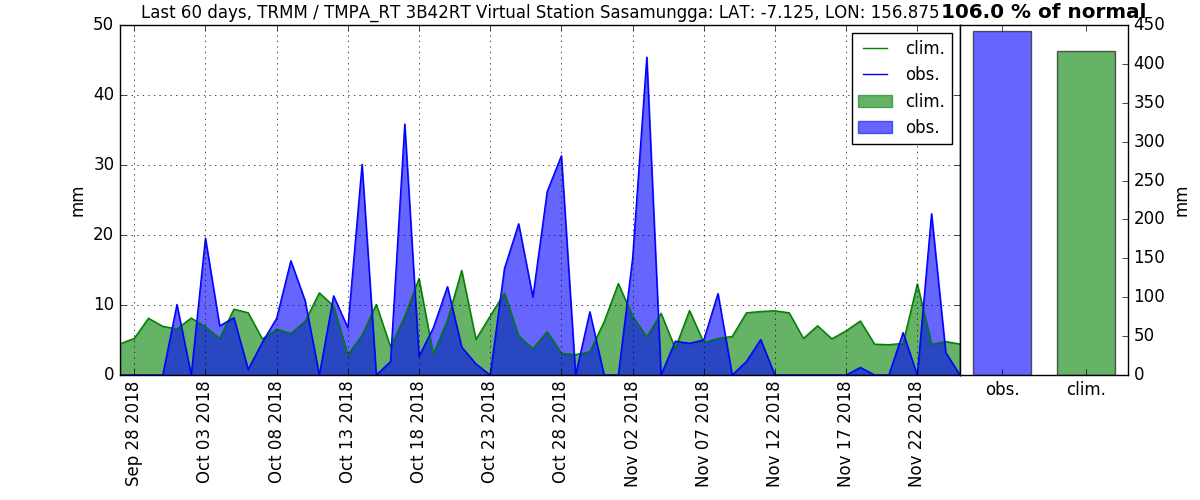 Last 60 days, TRMM / TMPA_RT 3B42RT Virtual Station Sasamungga: LAT: -7.125, LON: 156.875
106.0 % of normal
50
40
30
20
10
0
mm
clim.
obs.
clim.
obs.
Sep 28 2018
Oct 03 2018
Oct 08 2018
Oct 13 2018
Oct 18 2018
Oct 23 2018
Oct 28 2018
Nov 02 2018
Nov 07 2018
Nov 12 2018
Nov 17 2018
Nov 22 2018
450
400
350
300
250
200
150
100
50
0
mm
obs.
clim.